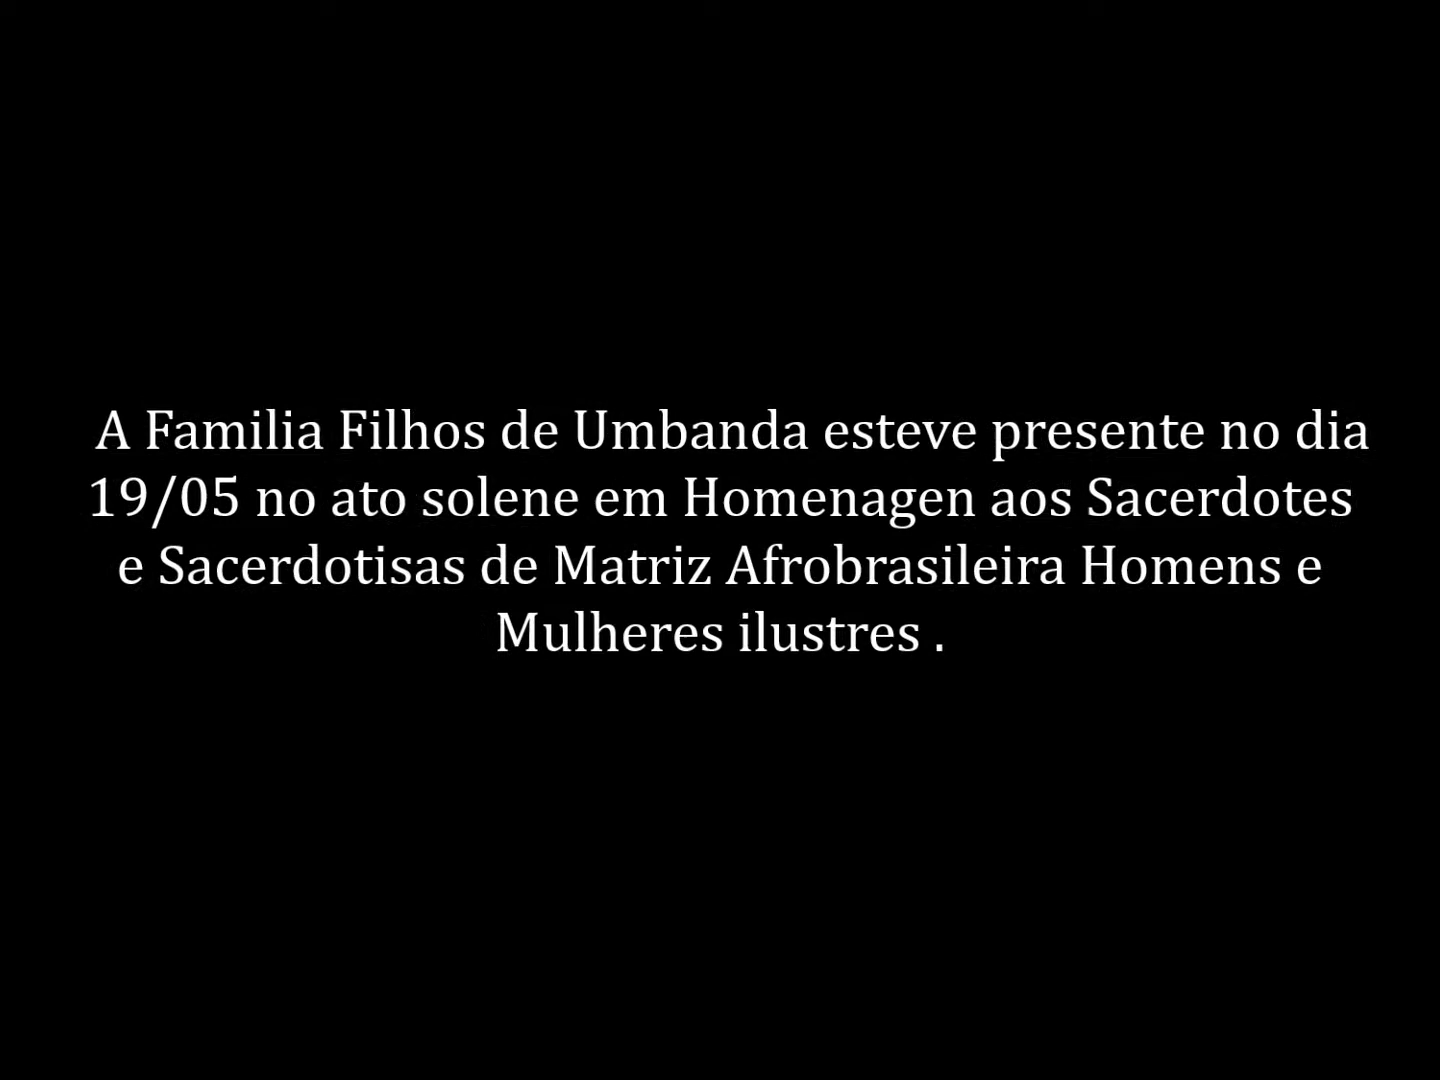 A Familia Filhos de Umbanda esteve presente no dia
19/05 no ato solene em Homenagen aos Sacerdotes
e Sacerdotisas de Matriz Afrobrasileira Homens e
Mulheres ilustres .